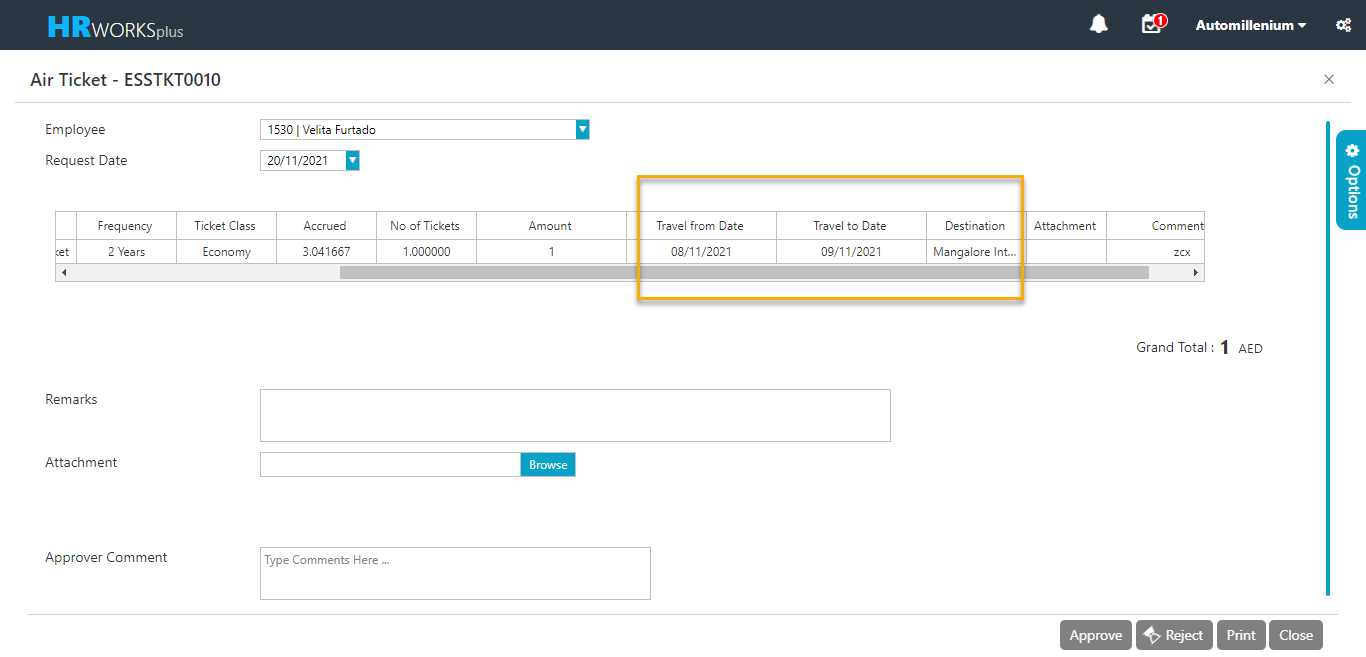 HRWORKSplus
1
Automillenium
Air Ticket - ESSTKT0010
Employee
1530 | Velita Furtado
Request Date
20/11/2021
Options
Frequency Ticket Class Accrued No of Tickets Amount Travel from Date Travel to Date Destination Attachment Comment
ket 2 Years Economy 3.041667 1.000000 1 08/11/2021 09/11/2021 Mangalore Int... zcx
Grand Total : 1 AED
Remarks
Attachment
Browse
Approver Comment
Type Comments Here ...
Approve Reject Print Close